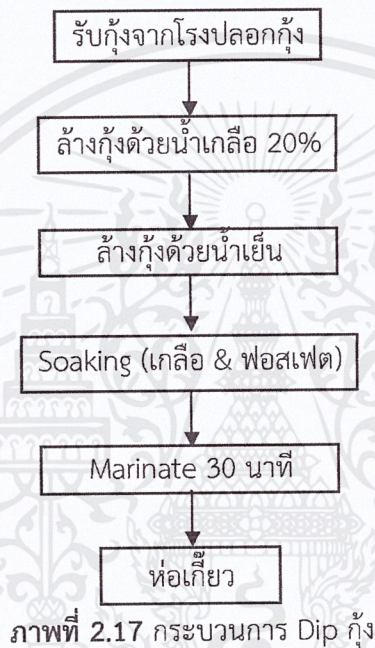 รับกุ้งจากโรงปลอกกุ้ง
ล้างกุ้งด้วยน้ำเกลือ 20%
ล้างกุ้งด้วยน้ำเย็น
Soaking (เกลือ & ฟอสเฟต)
Marinate 30 นาที
ห่อเกี๊ยว
ภาพที่ 2.17 กระบวนการ Dip กุ้ง